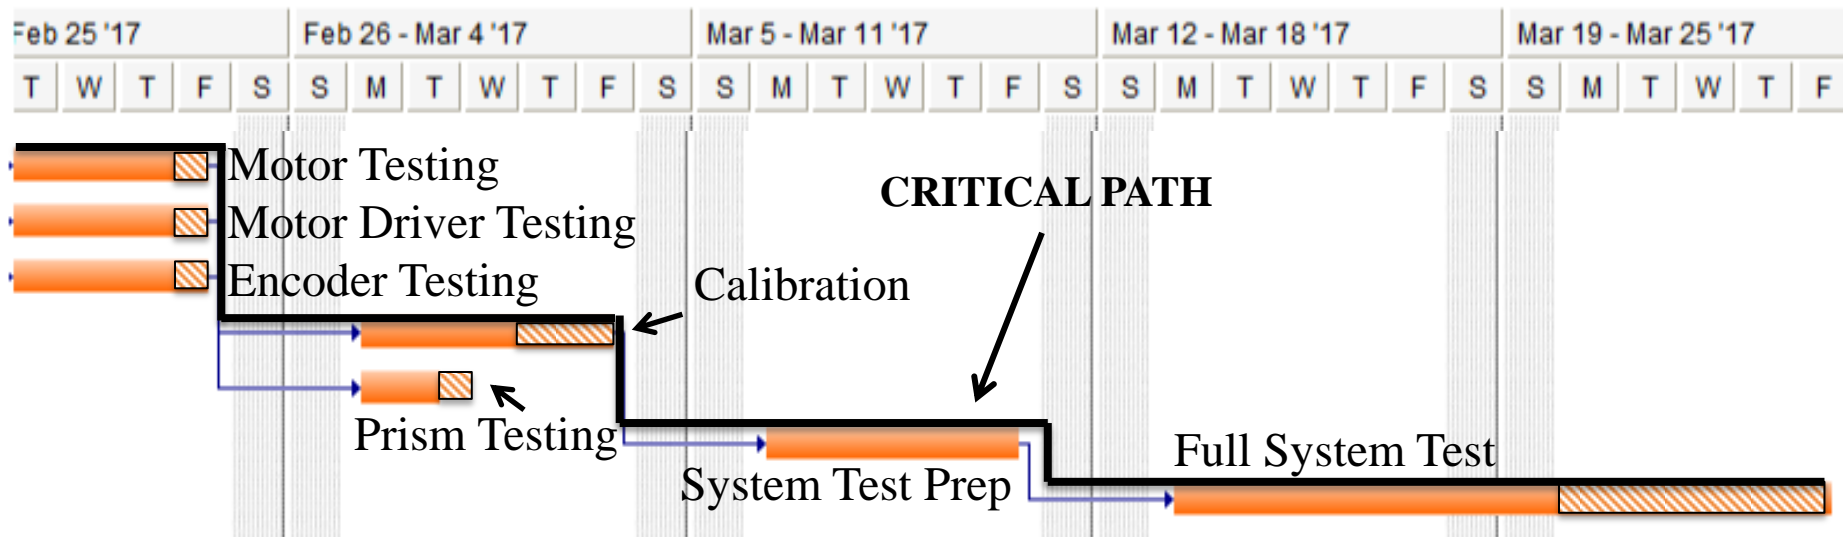 Feb 25 '17 Feb 26 - Mar 4 '17 Mar 5 - Mar 11 '17 Mar 12 - Mar 18 '17 Mar 19 - Mar 25 '17
T W T F S S M T W T F S S M T W T F S S M T W T F S S M T W T F
Motor Testing
CRITICAL PATH
Motor Driver Testing
Encoder Testing
Calibration
Prism Testing
Full System Test
System Test Prep